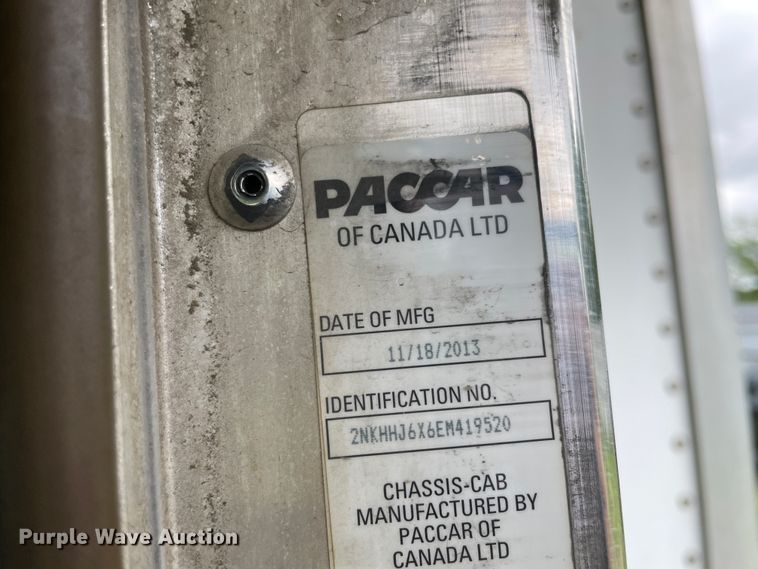 PACCAR
OF CANADA LTD
DATE OF MFG
11/18/2013
IDENTIFICATION NO.
2NKHHJ6X6EM419520
CHASSIS-CAB
MANUFACTURED BY
PACCAR OF
CANADA LTD
Purple Wave Auction